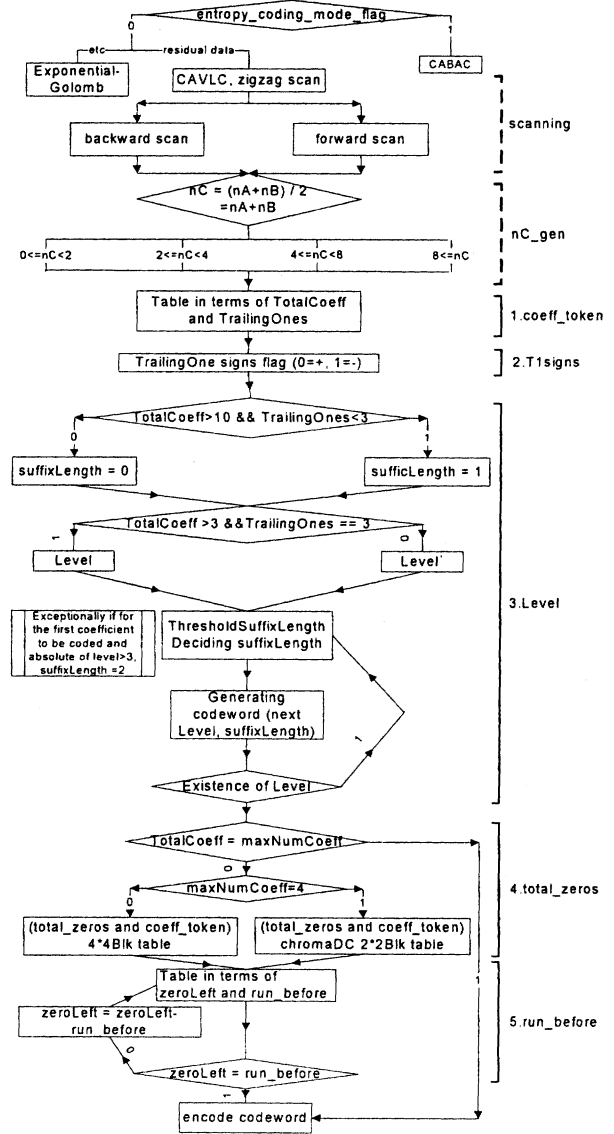 entropy_coding_mode_flag
0
1
etc
residual data
Exponential-
Golomb
CAVLC, zigzag scan
CABAC
backward scan
forward scan
scanning
nC = (nA+nB) / 2
=nA+nB
nC_gen
0<=nC<2
2<=nC<4
4<=nC<8
8<=nC
Table in terms of TotalCoeff
and TrailingOnes
1.coeff_token
TrailingOne signs flag (0=+, 1=-)
2.T1signs
TotalCoeff>10 && TrailingOnes<3
0
1
suffixLength = 0
sufficLength = 1
TotalCoeff >3 &&TrailingOnes == 3
1
0
Level
Level`
3.Level
Exceptionally if for
the first coefficient
to be coded and
absolute of level>3,
suffixLength =2
ThresholdSuffixLength
Deciding suffixLength
Generating
codeword (next
Level, suffixLength)
1
Existence of Level
TotalCoeff = maxNumCoeff
0
maxNumCoeff=4
0
1
4.total_zeros
(total_zeros and coeff_token)
4*4Blk table
(total_zeros and coeff_token)
chromaDC 2*2Blk table
Table in terms of
zeroLeft and run_before
1
zeroLeft = zeroLeft-
run_before
5.run_before
0
zeroLeft = run_before
1
encode codeword